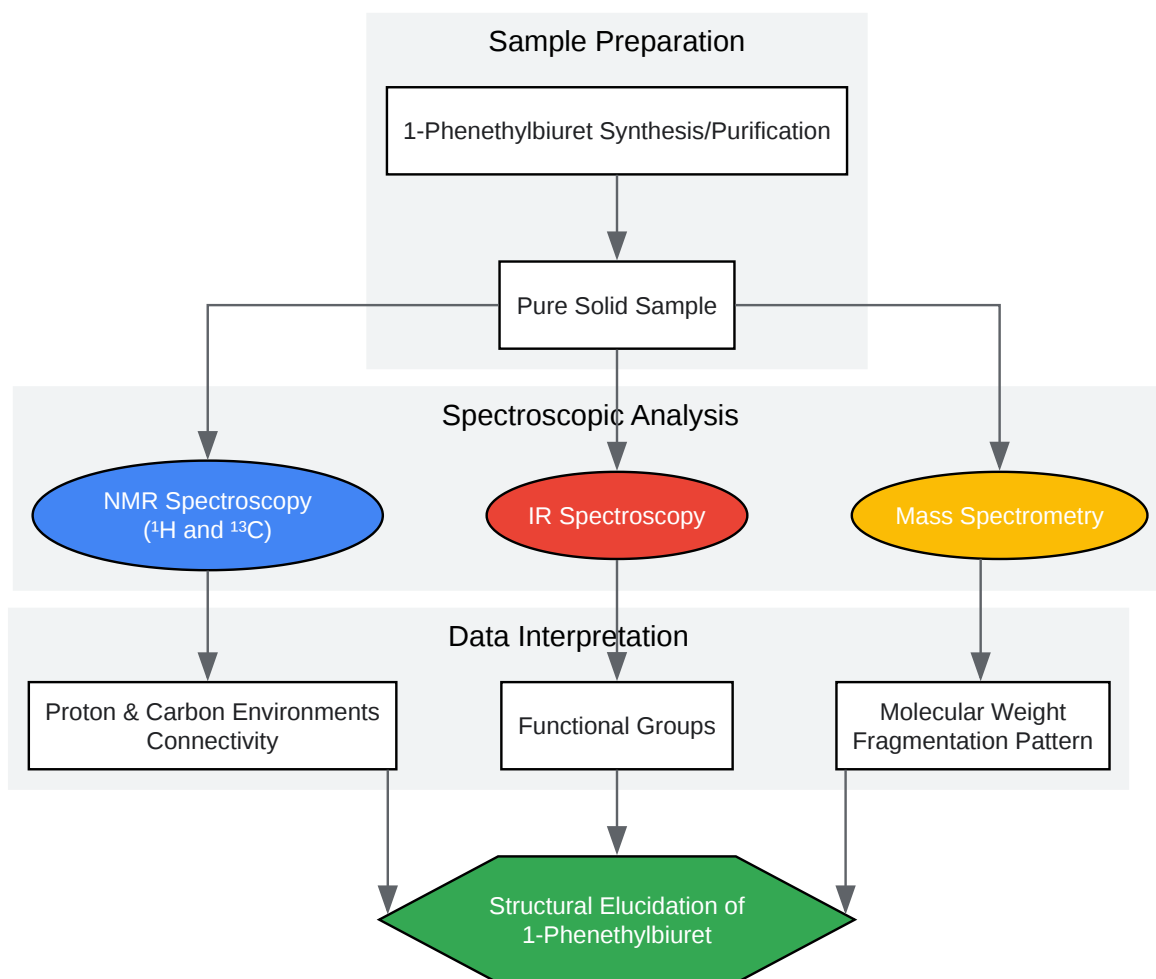 Sample Preparation
1-Phenethylbiuret Synthesis/Purification
Pure Solid Sample
Spectroscopic Analysis
NMR Spectroscopy
(¹H and ¹³C)
IR Spectroscopy
Mass Spectrometry
Data Interpretation
Proton & Carbon Environments
Connectivity
Functional Groups
Molecular Weight
Fragmentation Pattern
Structural Elucidation of
1-Phenethylbiuret